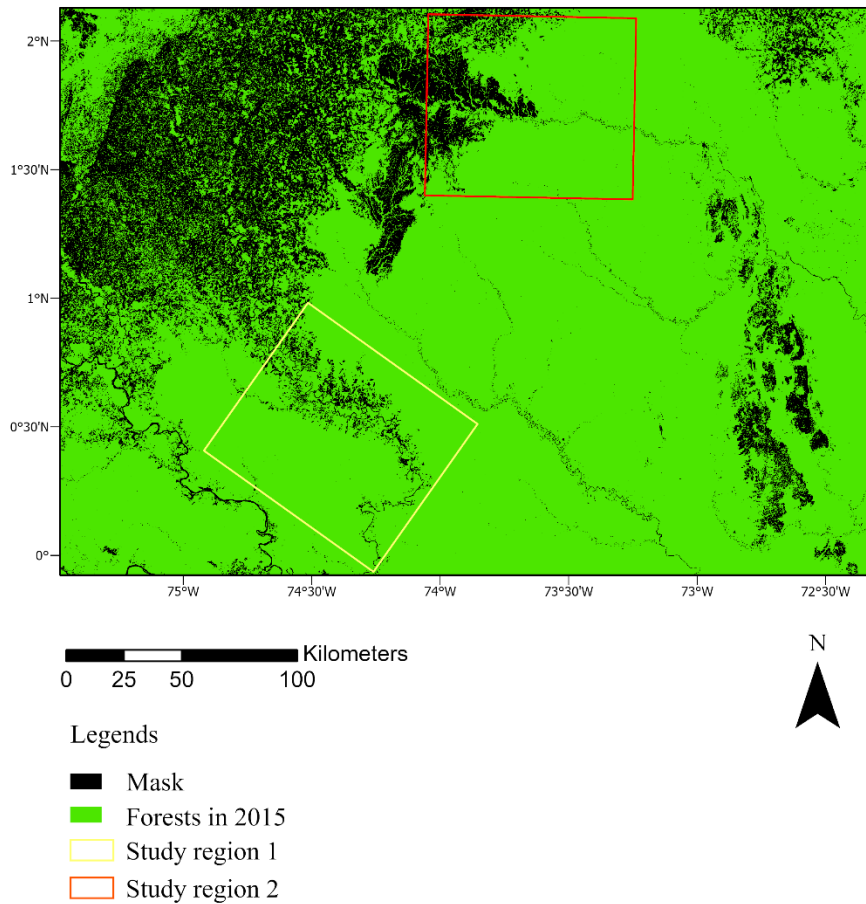 2°N
1°30'N
1°N
0°30'N
0°
75°W
74°30'W
74°W
73°30'W
73°W
72°30'W
Kilometers
0 25 50 100
N
Legends
Mask
Forests in 2015
Study region 1
Study region 2